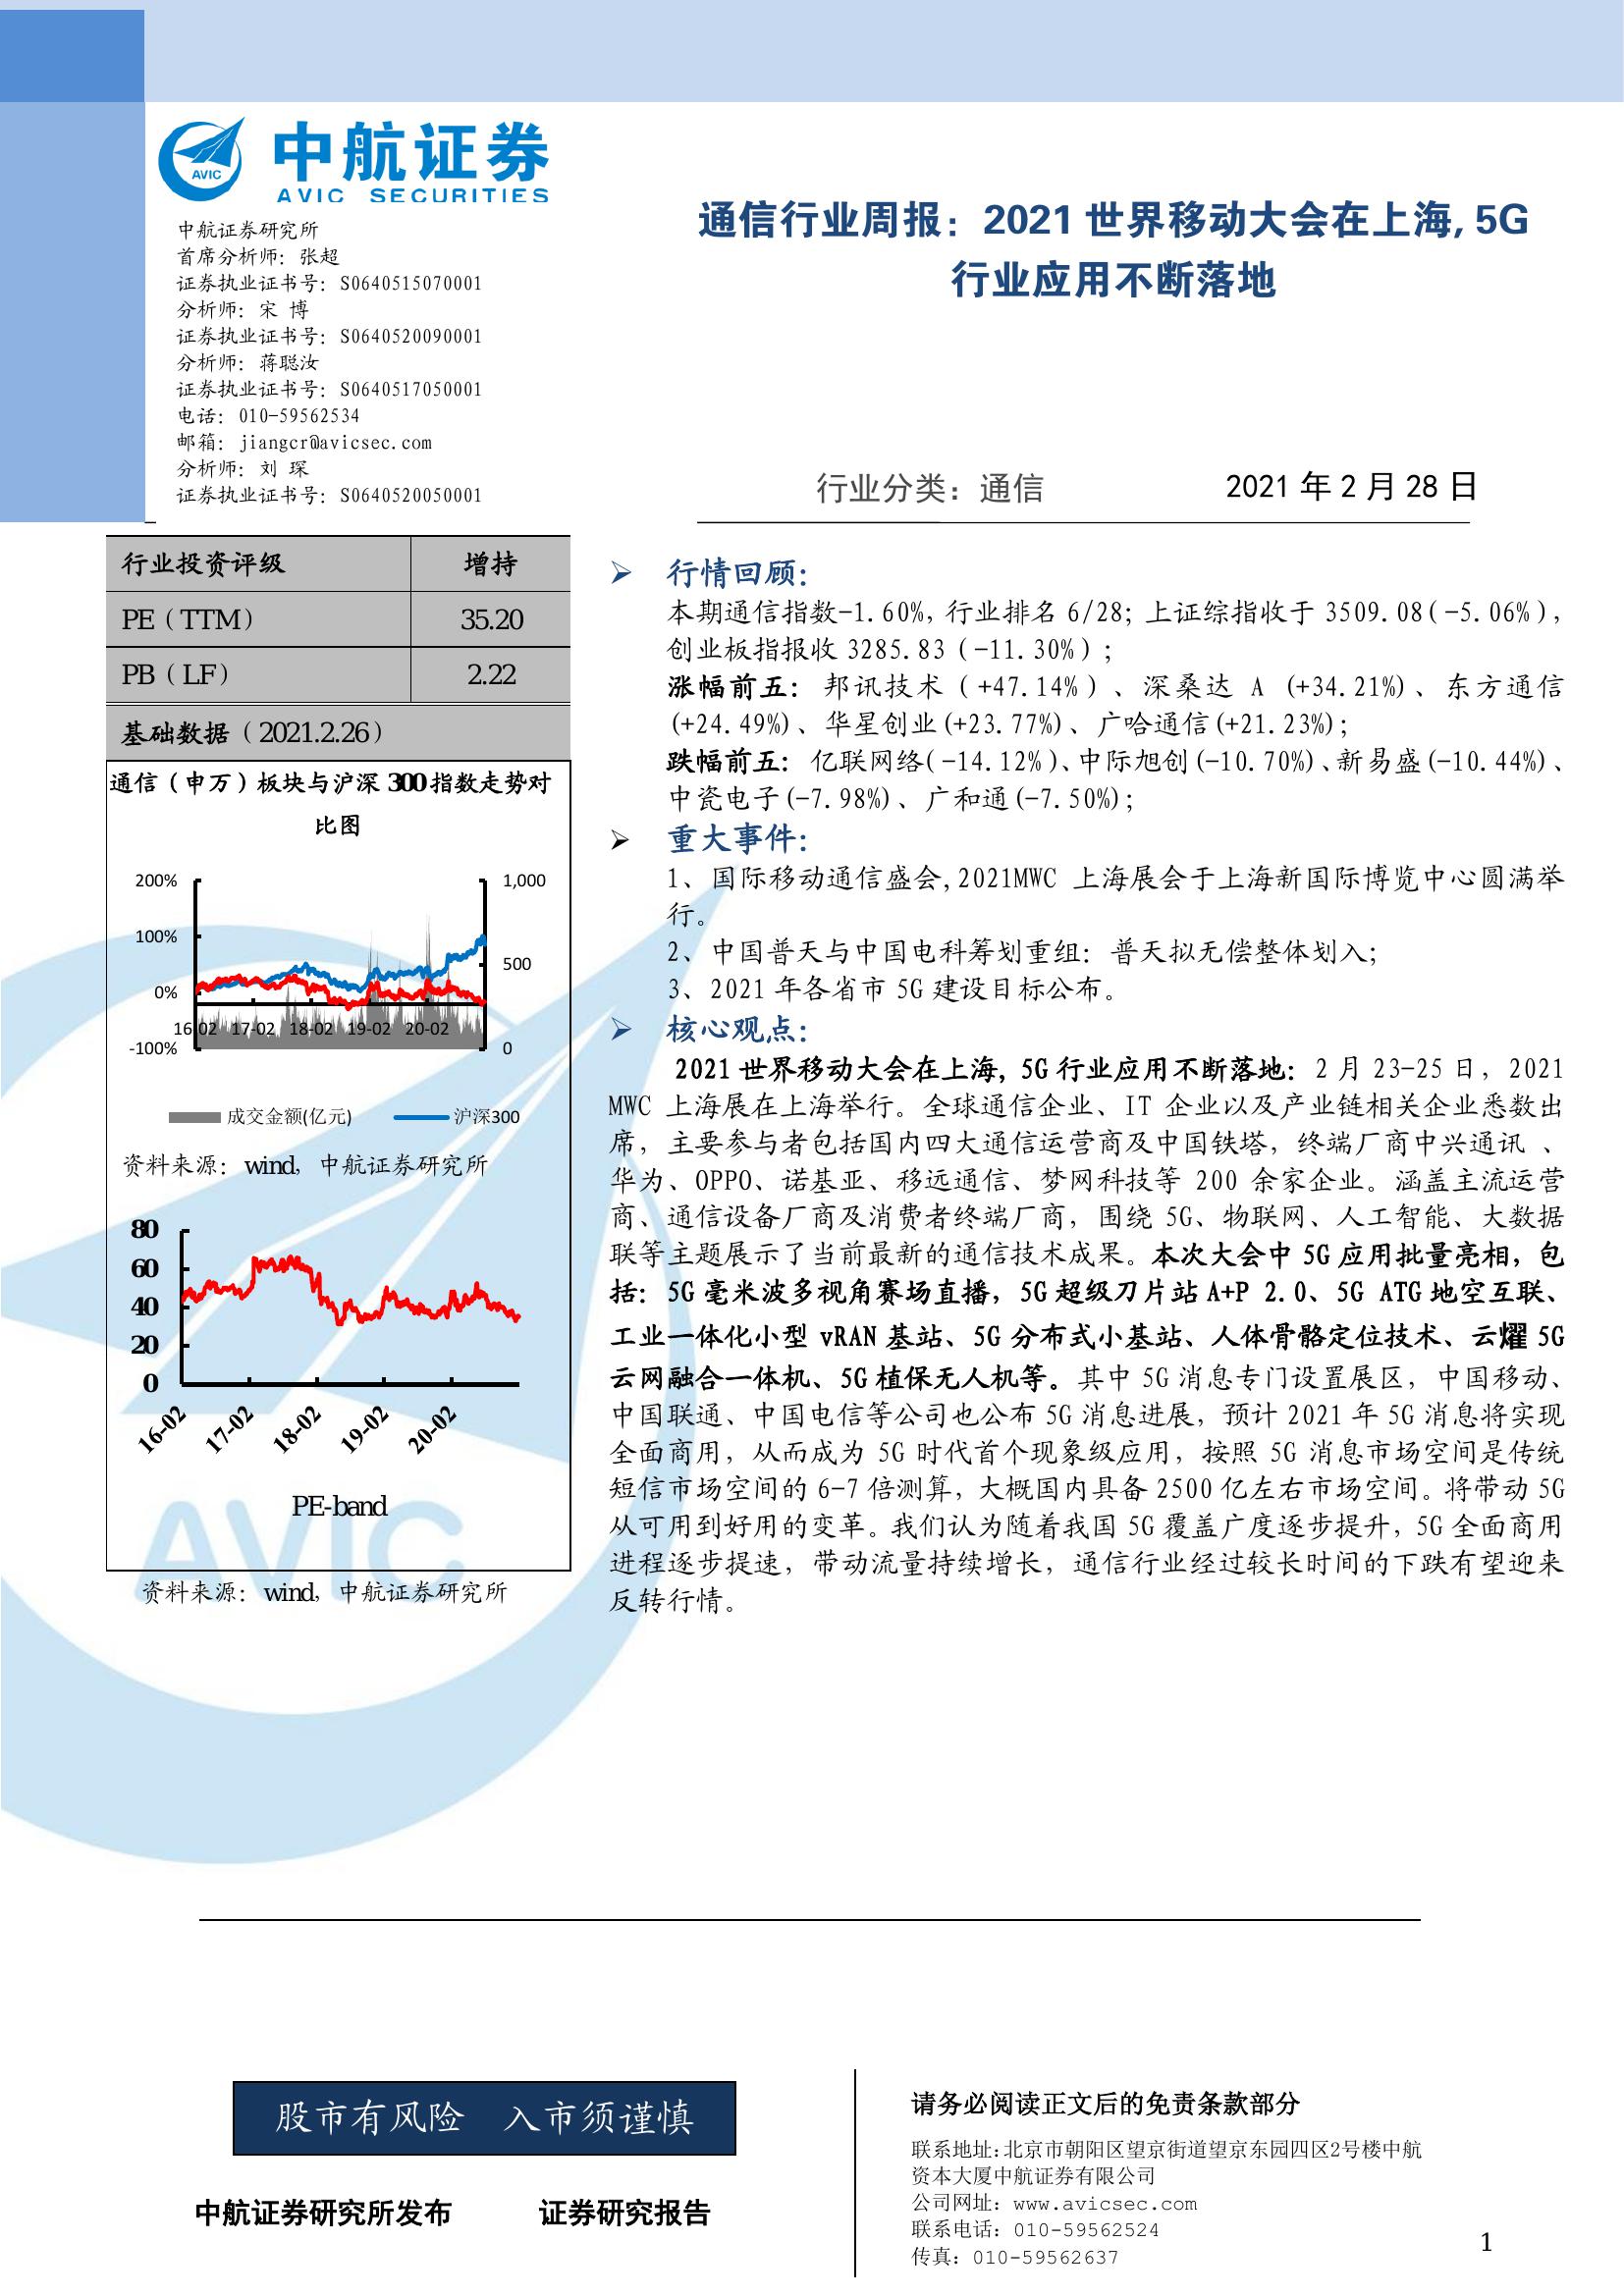 AVIC
中航证券
AVIC SECURITIES
中航证券研究所
首席分析师：张超
证券执业证书号：S0640515070001
分析师：宋 博
证券执业证书号：S0640520090001
分析师：蒋聪汝
证券执业证书号：S0640517050001
电话：010-59562534
邮箱：jiangcr@avicsec.com
分析师：刘 琛
证券执业证书号：S0640520050001
通信行业周报：2021 世界移动大会在上海, 5G
行业应用不断落地
行业分类：通信 2021 年 2 月 28 日
行业投资评级 增持
PE（TTM） 35.20
PB（LF） 2.22
基础数据（2021.2.26）
通信（申万）板块与沪深 300 指数走势对
比图
200% 1,000
100%
500
0%
16-02 17-02 18-02 19-02 20-02
-100% 0
成交金额(亿元) 沪深300
资料来源：wind，中航证券研究所
80
60
40
20
0
16-02 17-02 18-02 19-02 20-02
PE-band
AVIC
资料来源：wind，中航证券研究所
行情回顾：
本期通信指数-1.60%, 行业排名 6/28; 上证综指收于 3509.08(-5.06%),
创业板指报收 3285.83（-11.30%）;
涨幅前五：邦讯技术（+47.14%）、深桑达 A (+34.21%)、东方通信
(+24.49%)、华星创业(+23.77%)、广哈通信(+21.23%);
跌幅前五：亿联网络(-14.12%)、中际旭创(-10.70%)、新易盛(-10.44%)、
中瓷电子(-7.98%)、广和通(-7.50%);
重大事件：
1、国际移动通信盛会,2021MWC 上海展会于上海新国际博览中心圆满举
行。
2、中国普天与中国电科筹划重组：普天拟无偿整体划入;
3、2021 年各省市 5G 建设目标公布。
核心观点：
2021 世界移动大会在上海, 5G 行业应用不断落地：2 月 23-25 日，2021
MWC 上海展在上海举行。全球通信企业、IT 企业以及产业链相关企业悉数出
席，主要参与者包括国内四大通信运营商及中国铁塔，终端厂商中兴通讯 、
华为、OPPO、诺基亚、移远通信、梦网科技等 200 余家企业。涵盖主流运营
商、通信设备厂商及消费者终端厂商，围绕 5G、物联网、人工智能、大数据
联等主题展示了当前最新的通信技术成果。本次大会中 5G 应用批量亮相，包
括：5G 毫米波多视角赛场直播，5G 超级刀片站 A+P 2.0、5G ATG 地空互联、
工业一体化小型 vRAN 基站、5G 分布式小基站、人体骨骼定位技术、云耀 5G
云网融合一体机、5G 植保无人机等。其中 5G 消息专门设置展区，中国移动、
中国联通、中国电信等公司也公布 5G 消息进展，预计 2021 年 5G 消息将实现
全面商用，从而成为 5G 时代首个现象级应用，按照 5G 消息市场空间是传统
短信市场空间的 6-7 倍测算，大概国内具备 2500 亿左右市场空间。将带动 5G
从可用到好用的变革。我们认为随着我国 5G 覆盖广度逐步提升，5G 全面商用
进程逐步提速，带动流量持续增长，通信行业经过较长时间的下跌有望迎来
反转行情。
股市有风险 入市须谨慎
中航证券研究所发布 证券研究报告
请务必阅读正文后的免责条款部分
联系地址:北京市朝阳区望京街道望京东园四区2号楼中航
资本大厦中航证券有限公司
公司网址：www.avicsec.com
联系电话：010-59562524
传真：010-59562637
1